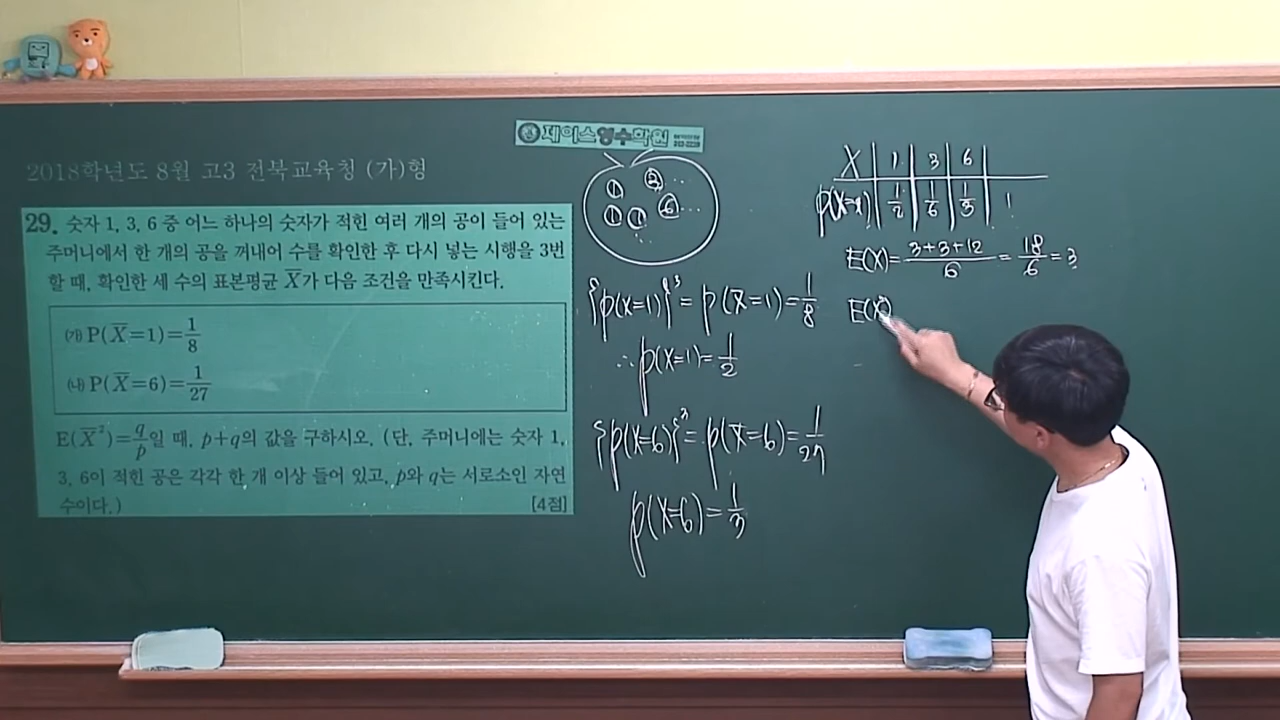 제이스영수학원
2018학년도 8월 고3 전북교육청 (가)형
29. 숫자 1, 3, 6 중 어느 하나의 숫자가 적힌 여러 개의 공이 들어 있는
주머니에서 한 개의 공을 꺼내어 수를 확인한 후 다시 넣는 시행을 3번
할 때, 확인한 세 수의 표본평균 X̄가 다음 조건을 만족시킨다.
(가) P(X̄=1)=1/8
(나) P(X̄=6)=1/27
E(X̄²)=q/p일 때, p+q의 값을 구하시오. (단, 주머니에는 숫자 1,
3, 6이 적힌 공은 각각 한 개 이상 들어 있고, p와 q는 서로소인 자연
수이다.) [4점]
① ③ ...
① ① ⑥ ...
{p(X=1)}³ = p(X̄=1)=1/8
∴ p(X=1)=1/2
{p(X=6)}³ = p(X̄=6)=1/27
p(X=6)=1/3
X 1 3 6
p(X=x) 1/2 1/6 1/3 1
E(X)= (3+3+12)/6 = 18/6 = 3
E(X²)